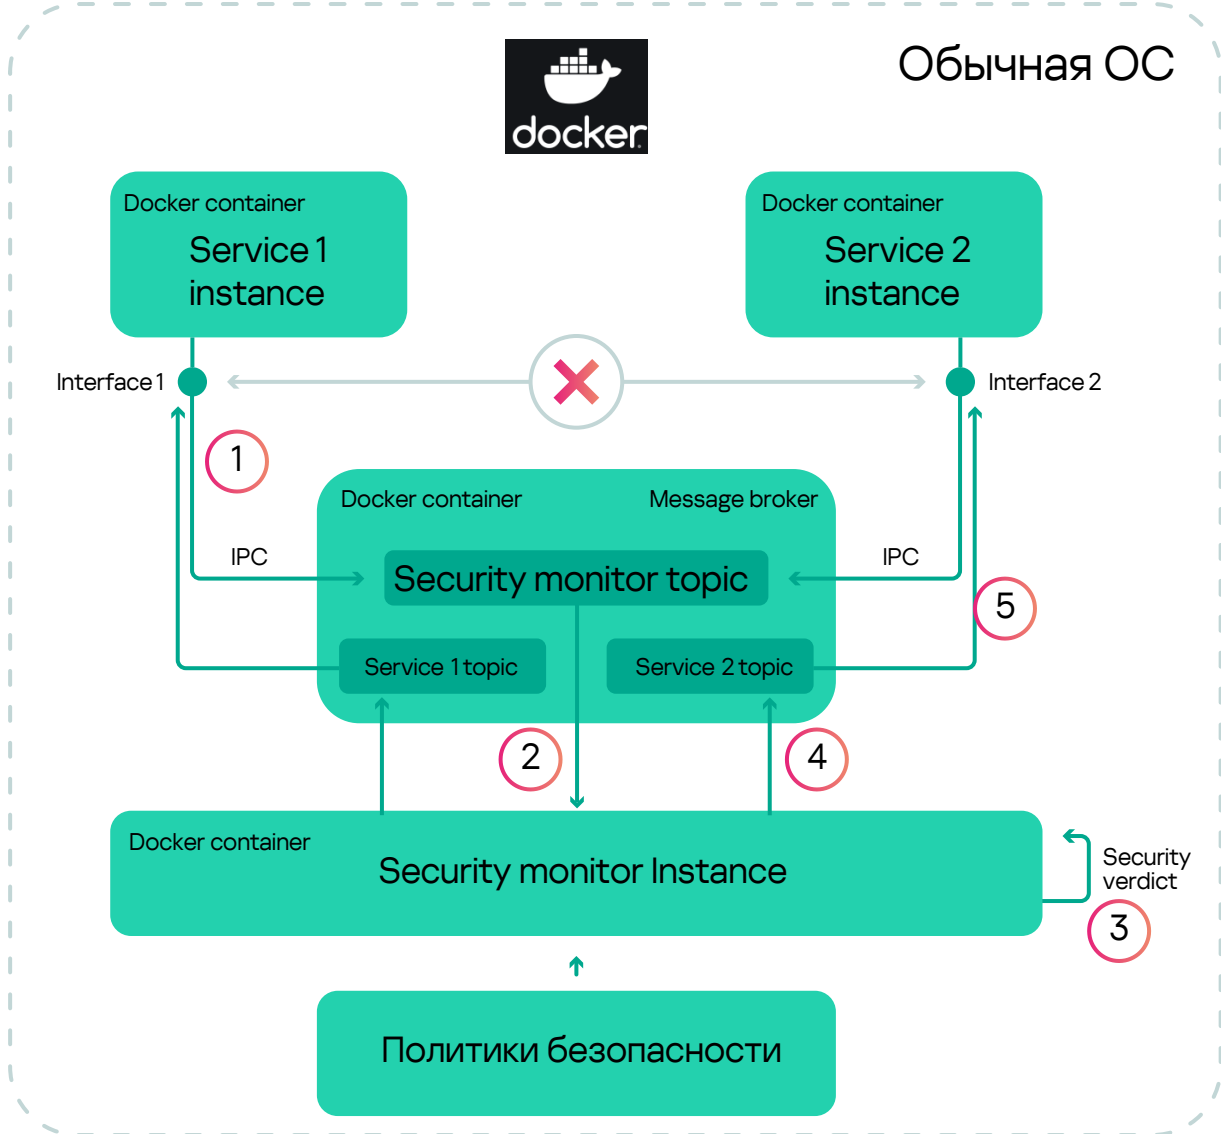 docker
Обычная ОС
Docker container
Service 1
instance
Docker container
Service 2
instance
Interface 1
Interface 2
1
Docker container
Message broker
IPC
Security monitor topic
IPC
5
Service 1 topic
Service 2 topic
2
4
Docker container
Security monitor Instance
Security
verdict
3
Политики безопасности